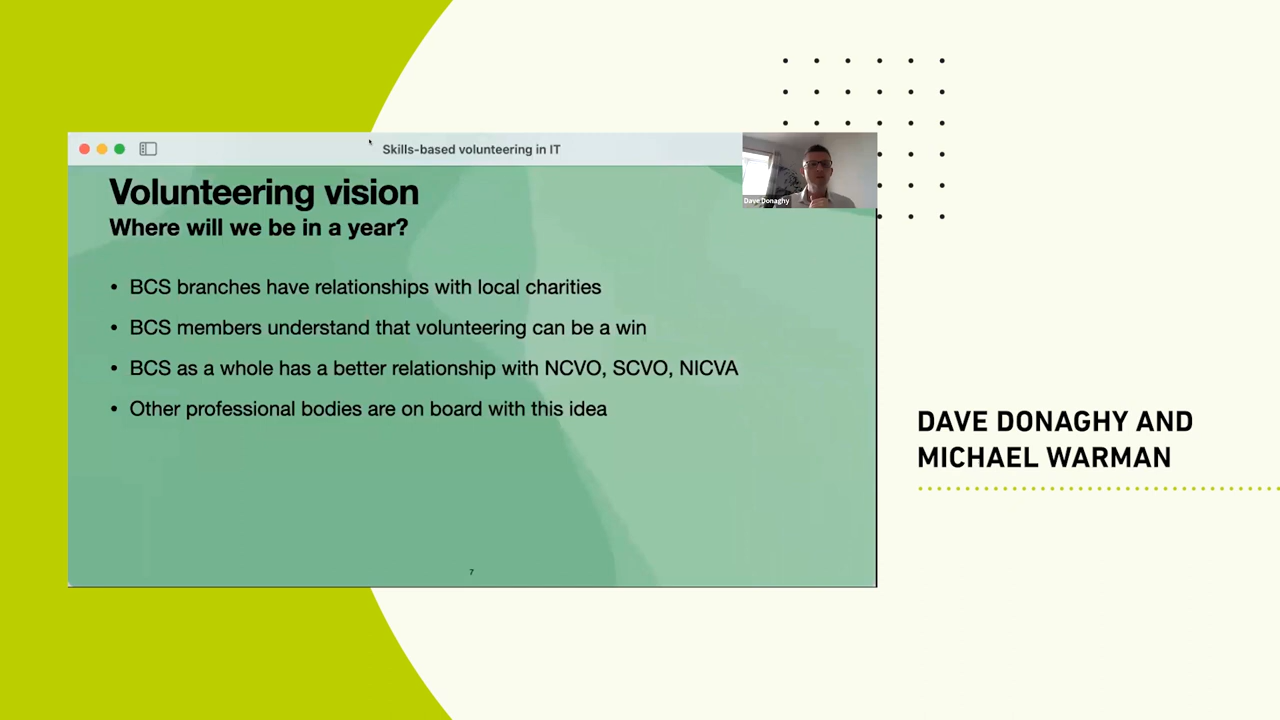 Skills-based volunteering in IT
Volunteering vision
Where will we be in a year?
• BCS branches have relationships with local charities
• BCS members understand that volunteering can be a win
• BCS as a whole has a better relationship with NCVO, SCVO, NICVA
• Other professional bodies are on board with this idea
7
Dave Donaghy
DAVE DONAGHY AND
MICHAEL WARMAN